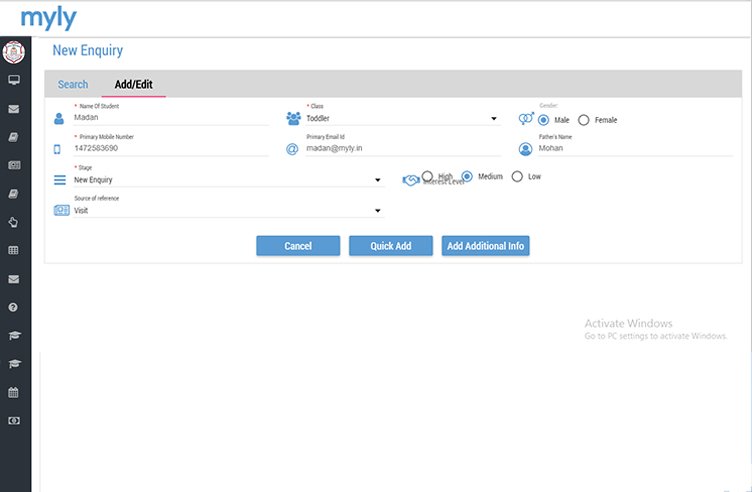 myly
New Enquiry
Search Add/Edit
* Name Of Student * Class Gender:
Madan Toddler Male Female
* Primary Mobile Number Primary Email Id Father's Name
1472583690 madan@myly.in Mohan
* Stage
New Enquiry High Medium Low
Interest Level
Source of reference
Visit
Cancel Quick Add Add Additional Info
Activate Windows
Go to PC settings to activate Windows.